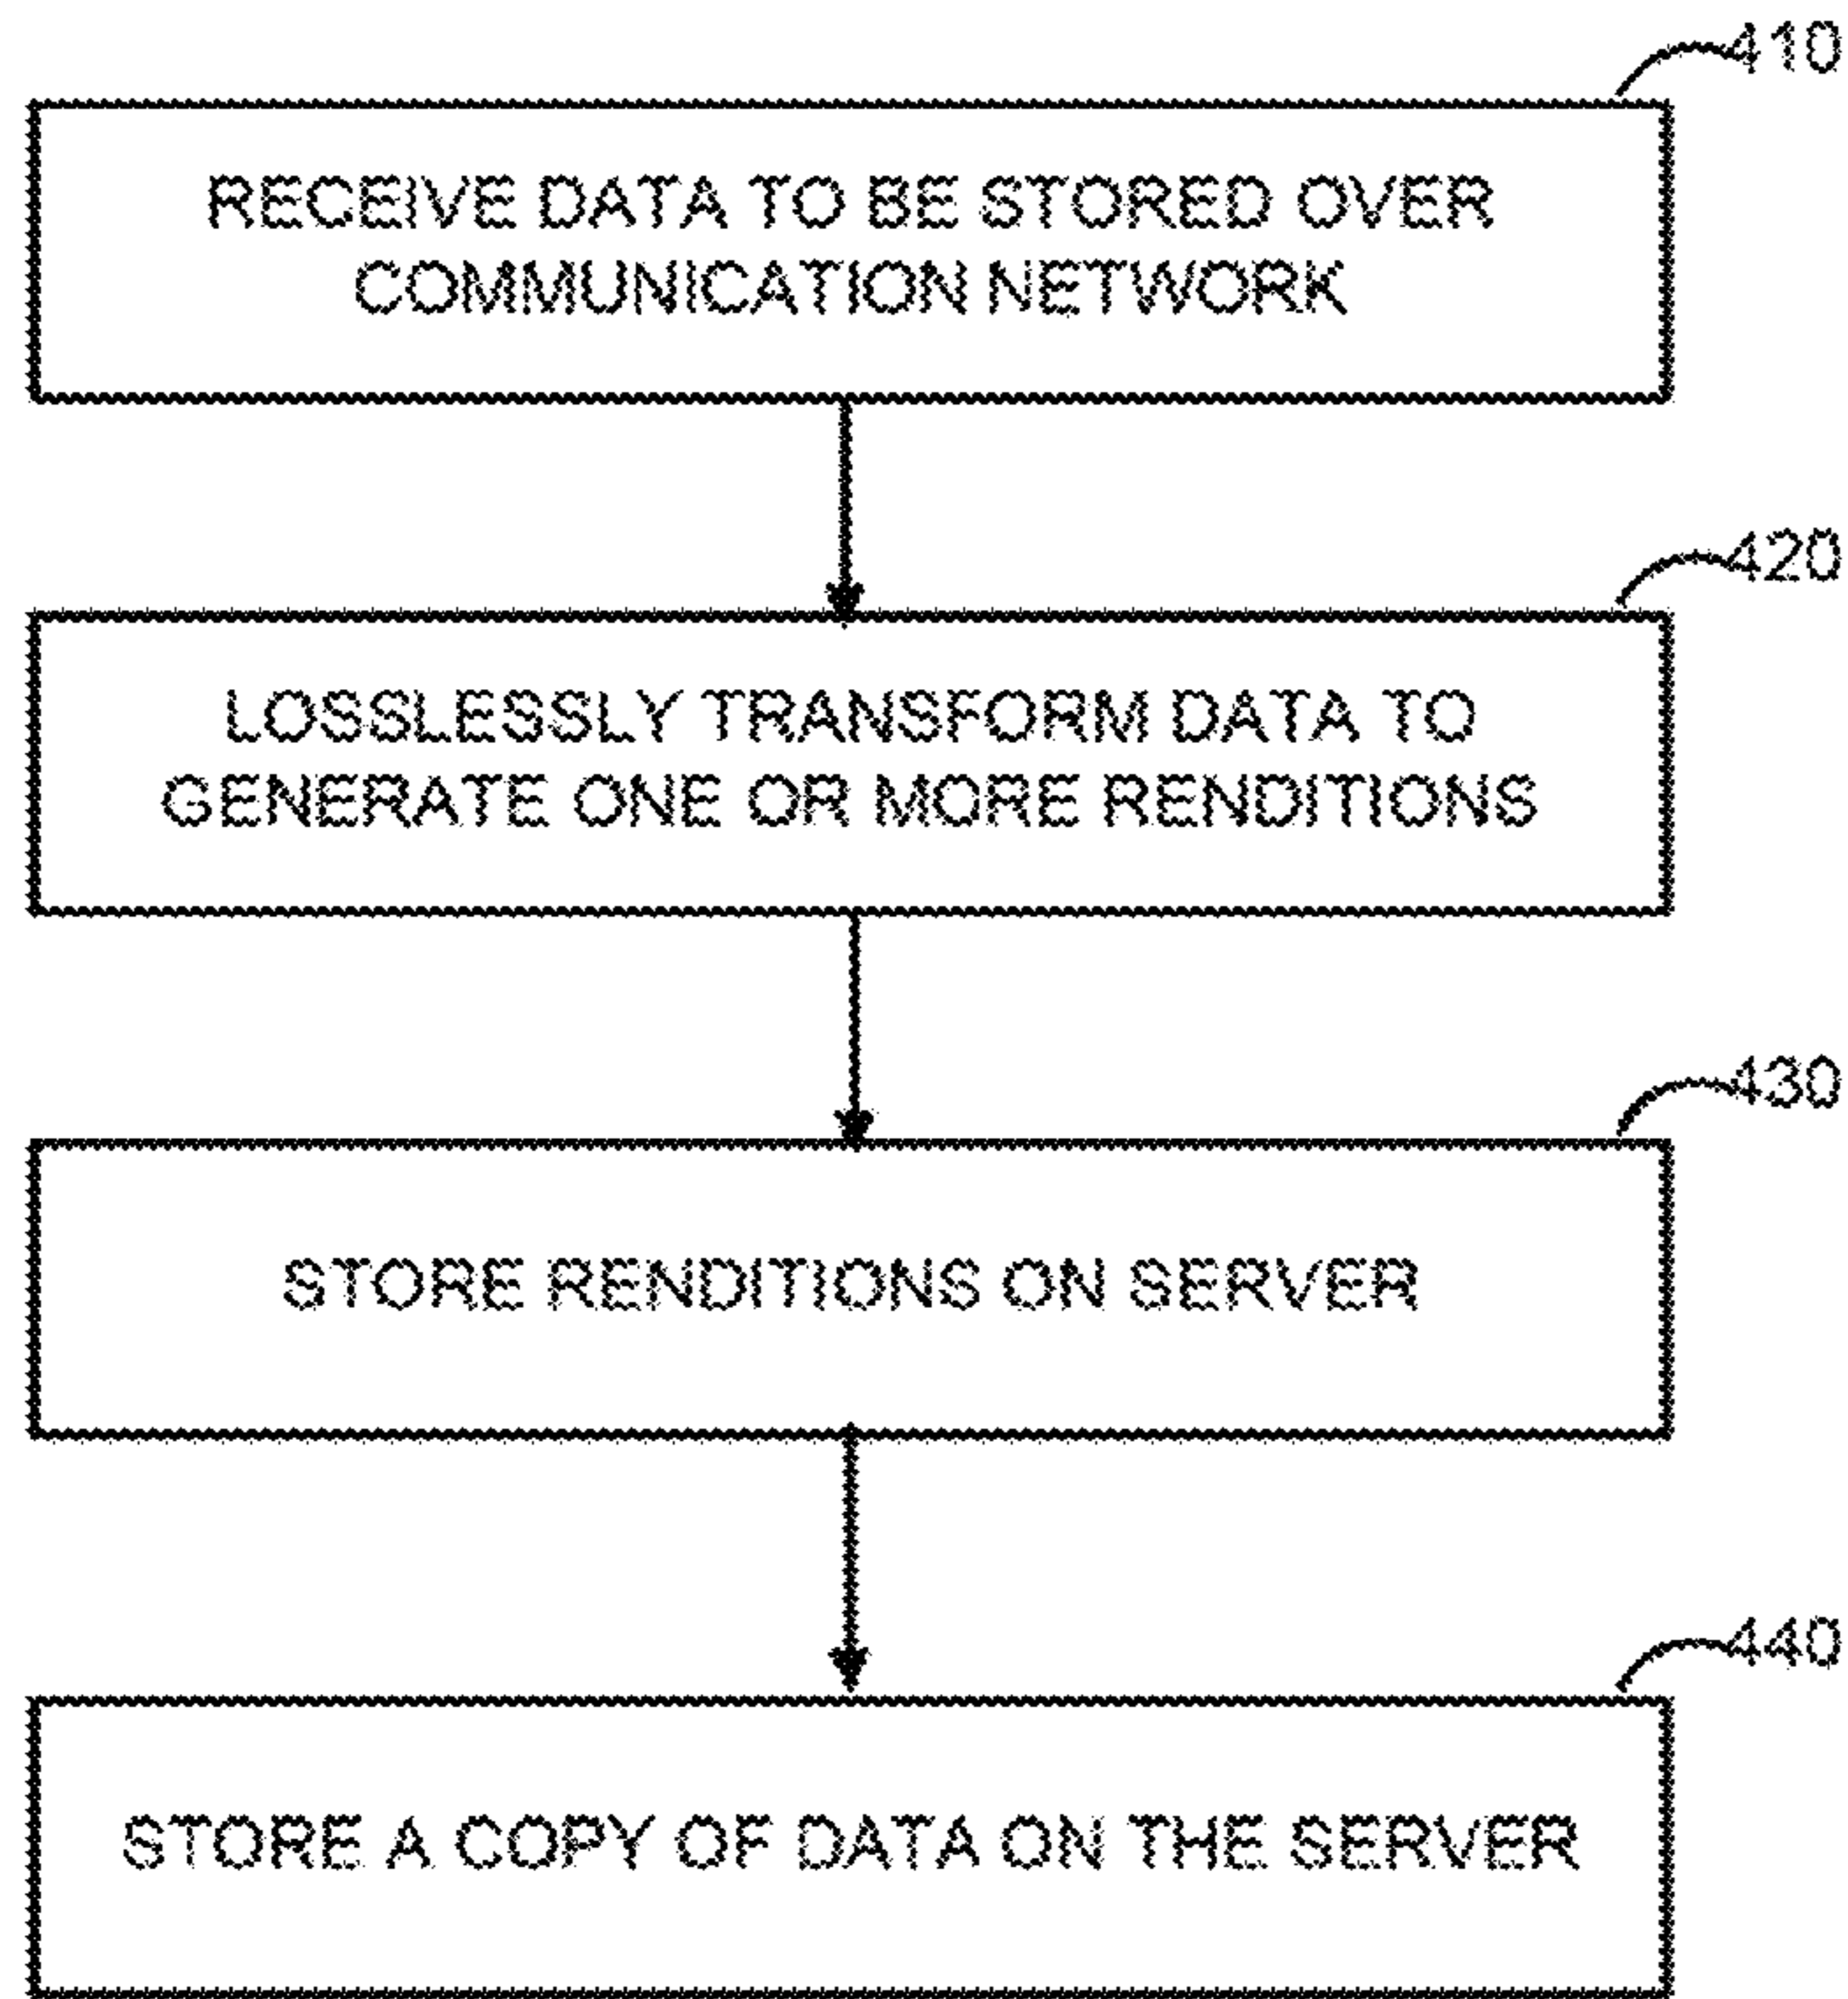 410
RECEIVE DATA TO BE STORED OVER
COMMUNICATION NETWORK
420
LOSSLESSLY TRANSFORM DATA TO
GENERATE ONE OR MORE RENDITIONS
430
STORE RENDITIONS ON SERVER
440
STORE A COPY OF DATA ON THE SERVER